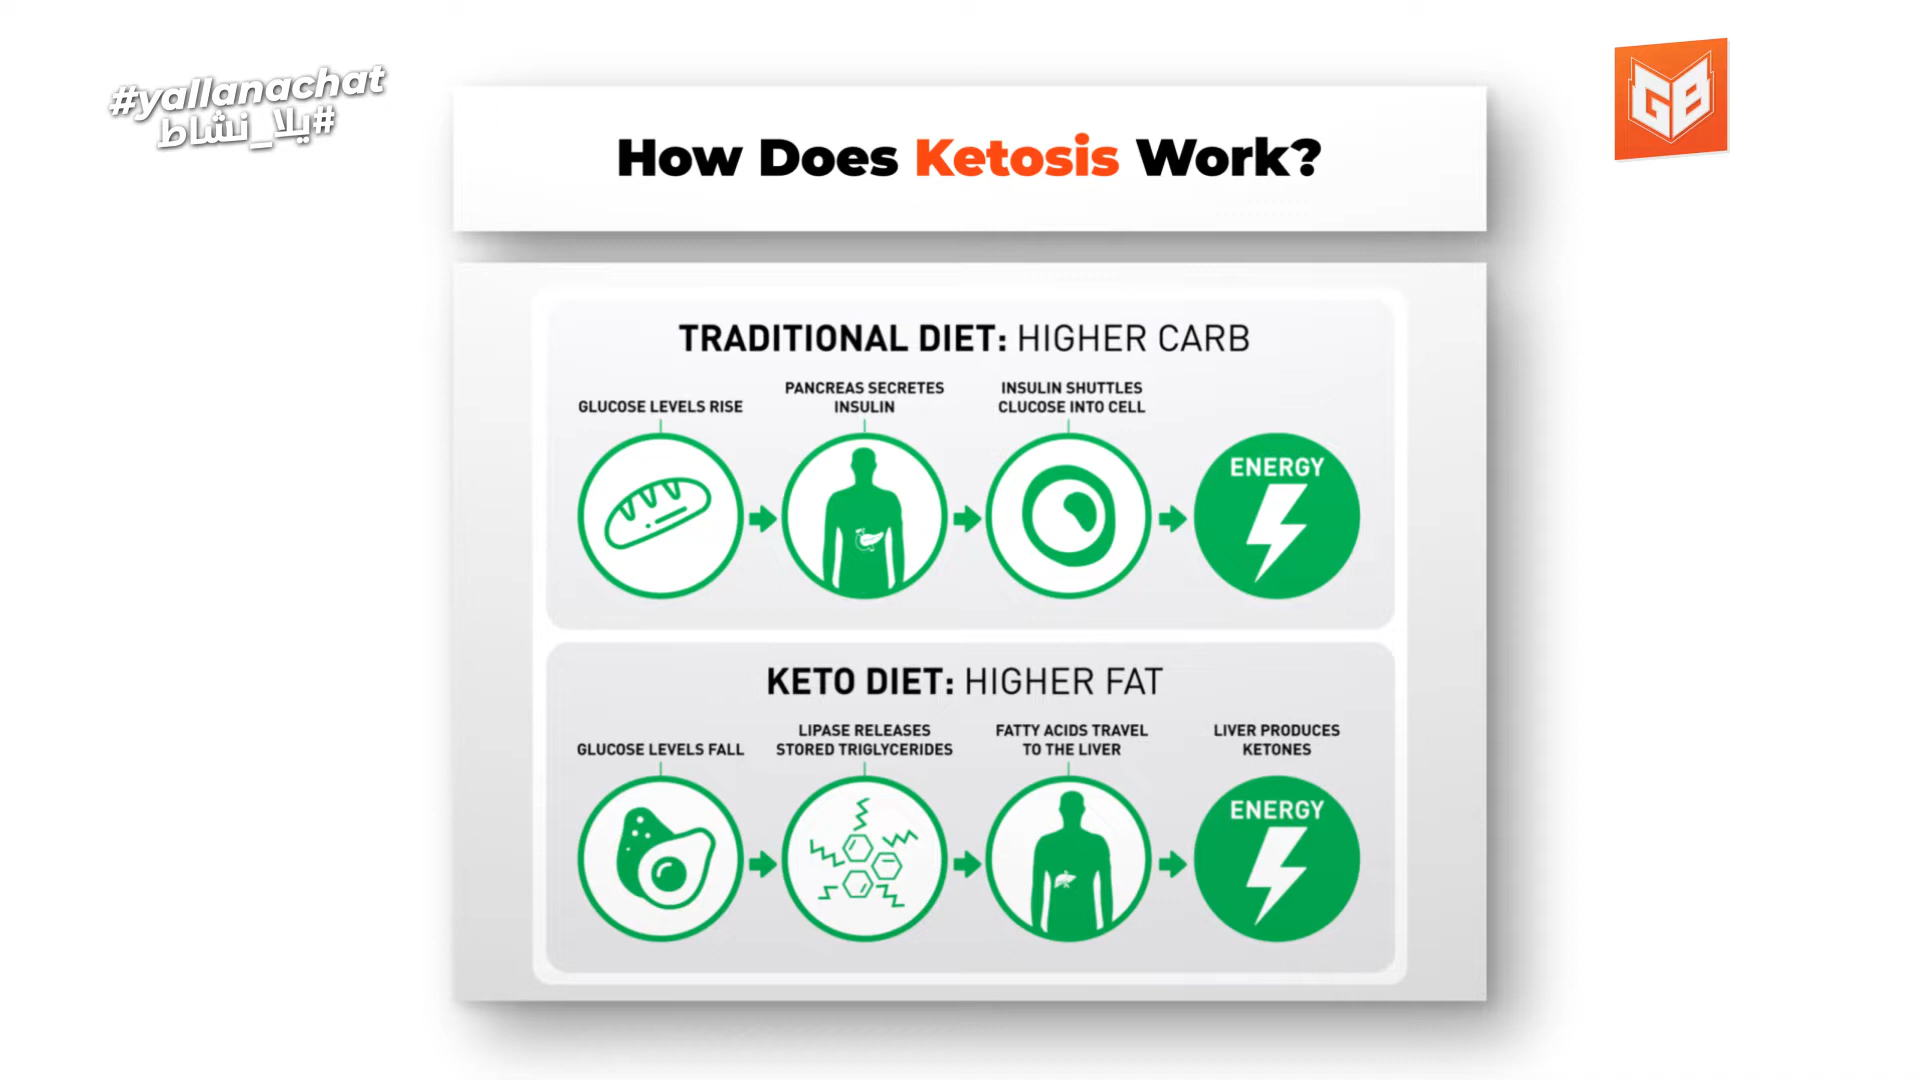 #yallanachat
#يلا_نشاط
GB
How Does Ketosis Work?
TRADITIONAL DIET: HIGHER CARB
GLUCOSE LEVELS RISE
PANCREAS SECRETES
INSULIN
INSULIN SHUTTLES
CLUCOSE INTO CELL
ENERGY
KETO DIET: HIGHER FAT
GLUCOSE LEVELS FALL
LIPASE RELEASES
STORED TRIGLYCERIDES
FATTY ACIDS TRAVEL
TO THE LIVER
LIVER PRODUCES
KETONES
ENERGY